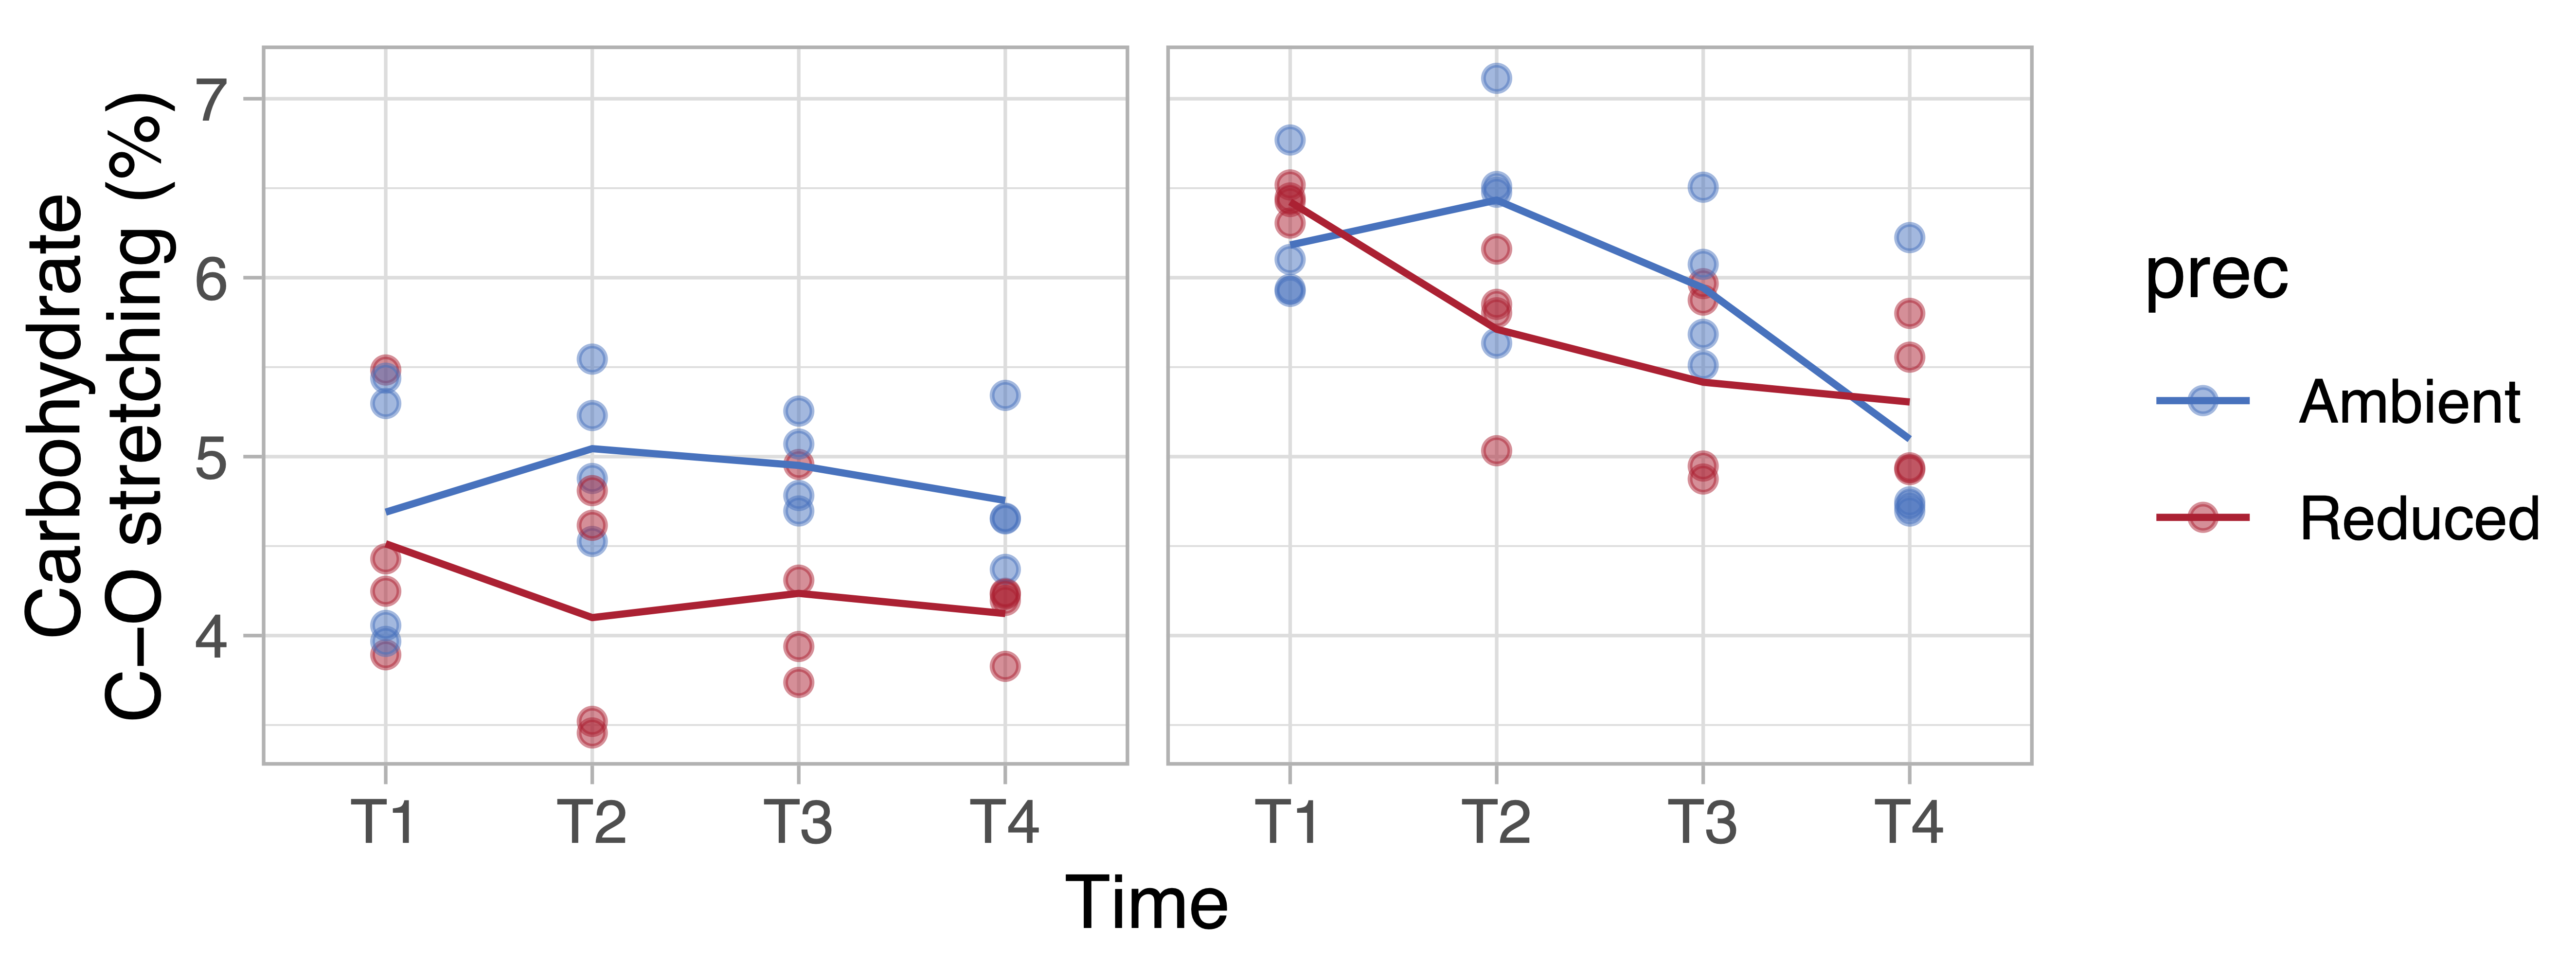 Carbohydrate
C−O stretching (%)
7
6
5
4
T1 T2 T3 T4
T1 T2 T3 T4
Time
prec
Ambient
Reduced